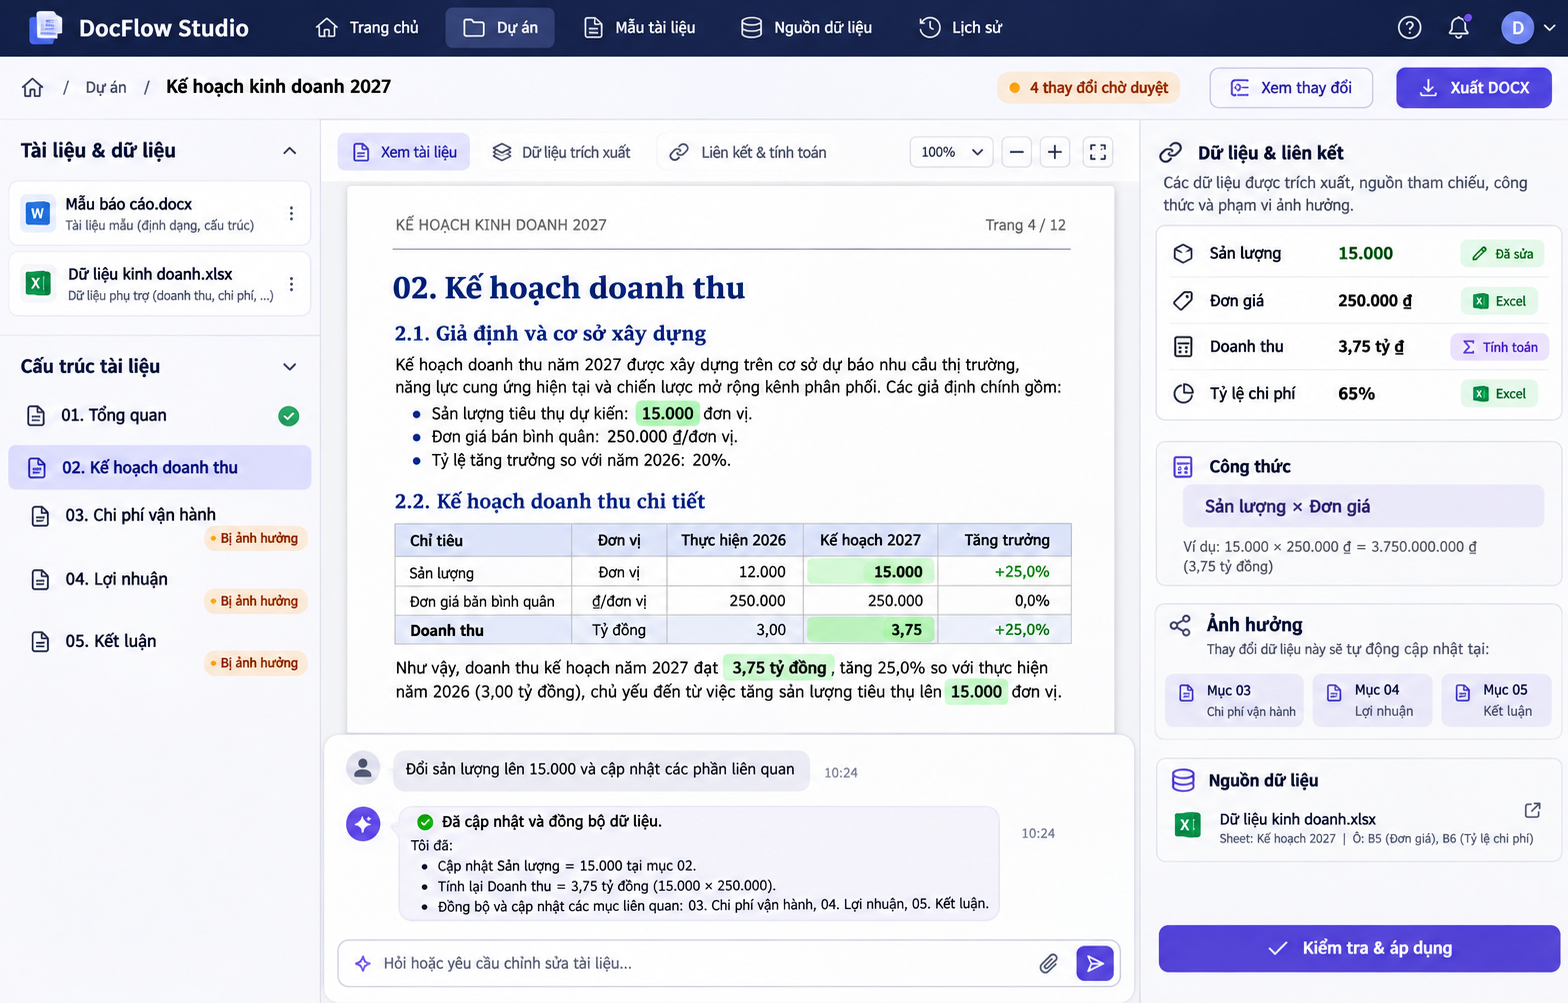 DocFlow Studio
Trang chủ
Dự án
Mẫu tài liệu
Nguồn dữ liệu
Lịch sử
D
/ Dự án / Kế hoạch kinh doanh 2027
4 thay đổi chờ duyệt
Xem thay đổi
Xuất DOCX
Tài liệu & dữ liệu
W
Mẫu báo cáo.docx
Tài liệu mẫu (định dạng, cấu trúc)
X
Dữ liệu kinh doanh.xlsx
Dữ liệu phụ trợ (doanh thu, chi phí, ...)
Cấu trúc tài liệu
01. Tổng quan
02. Kế hoạch doanh thu
03. Chi phí vận hành
Bị ảnh hưởng
04. Lợi nhuận
Bị ảnh hưởng
05. Kết luận
Bị ảnh hưởng
Xem tài liệu
Dữ liệu trích xuất
Liên kết & tính toán
100%
KẾ HOẠCH KINH DOANH 2027
Trang 4 / 12
02. Kế hoạch doanh thu
2.1. Giả định và cơ sở xây dựng
Kế hoạch doanh thu năm 2027 được xây dựng trên cơ sở dự báo nhu cầu thị trường,
năng lực cung ứng hiện tại và chiến lược mở rộng kênh phân phối. Các giả định chính gồm:
• Sản lượng tiêu thụ dự kiến: 15.000 đơn vị.
• Đơn giá bán bình quân: 250.000 ₫/đơn vị.
• Tỷ lệ tăng trưởng so với năm 2026: 20%.
2.2. Kế hoạch doanh thu chi tiết
Chỉ tiêu Đơn vị Thực hiện 2026 Kế hoạch 2027 Tăng trưởng
Sản lượng Đơn vị 12.000 15.000 +25,0%
Đơn giá băn bình quân ₫/đơn vị 250.000 250.000 0,0%
Doanh thu Tỷ đồng 3,00 3,75 +25,0%
Như vậy, doanh thu kế hoạch năm 2027 đạt 3,75 tỷ đồng , tăng 25,0% so với thực hiện
năm 2026 (3,00 tỷ đồng), chủ yếu đến từ việc tăng sản lượng tiêu thụ lên 15.000 đơn vị.
Đổi sản lượng lên 15.000 và cập nhật các phần liên quan
10:24
Đã cập nhật và đồng bộ dữ liệu.
10:24
Tôi đã:
• Cập nhật Sản lượng = 15.000 tại mục 02.
• Tính lại Doanh thu = 3,75 tỷ đồng (15.000 × 250.000).
• Đồng bộ và cập nhật các mục liên quan: 03. Chi phí vận hành, 04. Lợi nhuận, 05. Kết luận.
Hỏi hoặc yêu cầu chỉnh sửa tài liệu...
Dữ liệu & liên kết
Các dữ liệu được trích xuất, nguồn tham chiếu, công
thức và phạm vi ảnh hưởng.
Sản lượng 15.000 Đã sửa
Đơn giá 250.000 ₫ X Excel
Doanh thu 3,75 tỷ ₫ Σ Tính toán
Tỷ lệ chi phí 65% X Excel
Công thức
Sản lượng × Đơn giá
Ví dụ: 15.000 × 250.000 ₫ = 3.750.000.000 ₫
(3,75 tỷ đồng)
Ảnh hưởng
Thay đổi dữ liệu này sẽ tự động cập nhật tại:
Mục 03
Chi phí vận hành
Mục 04
Lợi nhuận
Mục 05
Kết luận
Nguồn dữ liệu
X
Dữ liệu kinh doanh.xlsx
Sheet: Kế hoạch 2027 | Ô: B5 (Đơn giá), B6 (Tỷ lệ chi phí)
Kiểm tra & áp dụng